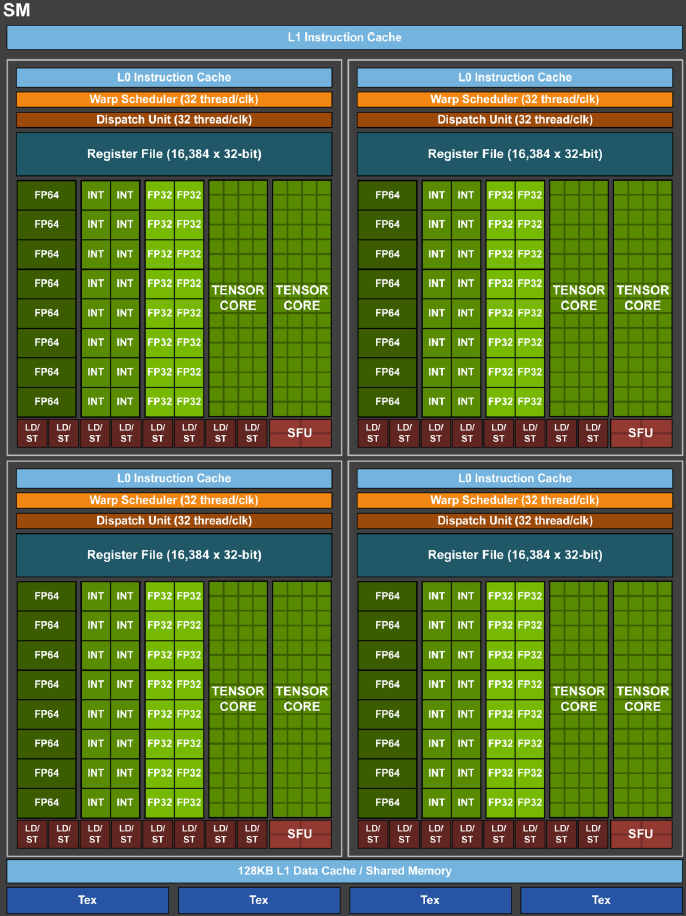 SM
L1 Instruction Cache
L0 Instruction Cache
Warp Scheduler (32 thread/clk)
Dispatch Unit (32 thread/clk)
Register File (16,384 x 32-bit)
FP64 INT INT FP32 FP32
FP64 INT INT FP32 FP32
FP64 INT INT FP32 FP32
FP64 INT INT FP32 FP32
FP64 INT INT FP32 FP32
FP64 INT INT FP32 FP32
FP64 INT INT FP32 FP32
FP64 INT INT FP32 FP32
TENSOR TENSOR
CORE CORE
LD/ LD/ LD/ LD/ LD/ LD/ LD/ LD/
ST ST ST ST ST ST ST ST
SFU
L0 Instruction Cache
Warp Scheduler (32 thread/clk)
Dispatch Unit (32 thread/clk)
Register File (16,384 x 32-bit)
FP64 INT INT FP32 FP32
FP64 INT INT FP32 FP32
FP64 INT INT FP32 FP32
FP64 INT INT FP32 FP32
FP64 INT INT FP32 FP32
FP64 INT INT FP32 FP32
FP64 INT INT FP32 FP32
FP64 INT INT FP32 FP32
TENSOR TENSOR
CORE CORE
LD/ LD/ LD/ LD/ LD/ LD/ LD/ LD/
ST ST ST ST ST ST ST ST
SFU
L0 Instruction Cache
Warp Scheduler (32 thread/clk)
Dispatch Unit (32 thread/clk)
Register File (16,384 x 32-bit)
FP64 INT INT FP32 FP32
FP64 INT INT FP32 FP32
FP64 INT INT FP32 FP32
FP64 INT INT FP32 FP32
FP64 INT INT FP32 FP32
FP64 INT INT FP32 FP32
FP64 INT INT FP32 FP32
FP64 INT INT FP32 FP32
TENSOR TENSOR
CORE CORE
LD/ LD/ LD/ LD/ LD/ LD/ LD/ LD/
ST ST ST ST ST ST ST ST
SFU
L0 Instruction Cache
Warp Scheduler (32 thread/clk)
Dispatch Unit (32 thread/clk)
Register File (16,384 x 32-bit)
FP64 INT INT FP32 FP32
FP64 INT INT FP32 FP32
FP64 INT INT FP32 FP32
FP64 INT INT FP32 FP32
FP64 INT INT FP32 FP32
FP64 INT INT FP32 FP32
FP64 INT INT FP32 FP32
FP64 INT INT FP32 FP32
TENSOR TENSOR
CORE CORE
LD/ LD/ LD/ LD/ LD/ LD/ LD/ LD/
ST ST ST ST ST ST ST ST
SFU
128KB L1 Data Cache / Shared Memory
Tex Tex Tex Tex